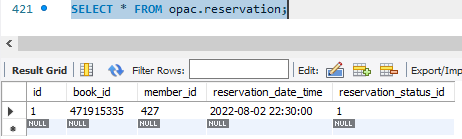 421 SELECT * FROM opac.reservation;
Result Grid Filter Rows: Edit: Export/Imp
id book_id member_id reservation_date_time reservation_status_id
1 471915335 427 2022-08-02 22:30:00 1
NULL NULL NULL NULL NULL